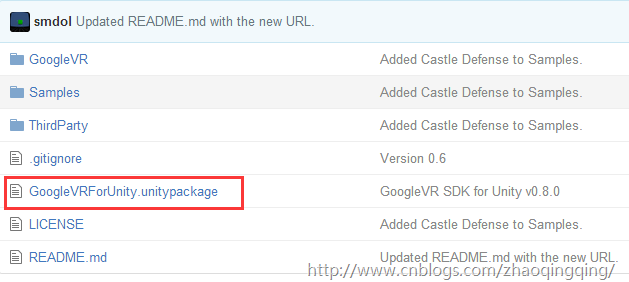 smdol Updated README.md with the new URL.
GoogleVR Added Castle Defense to Samples.
Samples Added Castle Defense to Samples.
ThirdParty Added Castle Defense to Samples.
.gitignore Version 0.6
GoogleVRForUnity.unitypackage GoogleVR SDK for Unity v0.8.0
LICENSE Added Castle Defense to Samples.
README.md Updated README.md with the new URL.
http://www.cnblogs.com/zhaoqingqing/